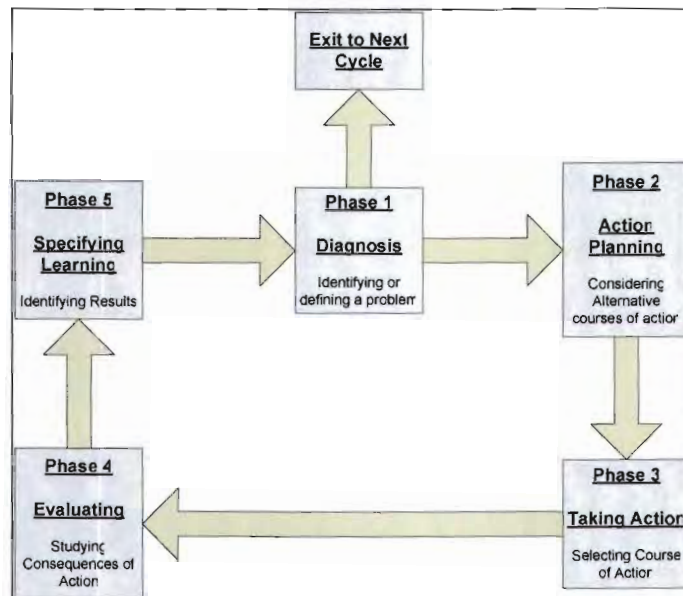 Exit to Next
Cycle
Phase 5
Specifying
Learning
Identifying Results
Phase 1
Diagnosis
Identifying or
defining a problem
Phase 2
Action
Planning
Considering
Alternative
courses of action
Phase 4
Evaluating
Studying
Consequences of
Action
Phase 3
Taking Action
Selecting Course
of Action